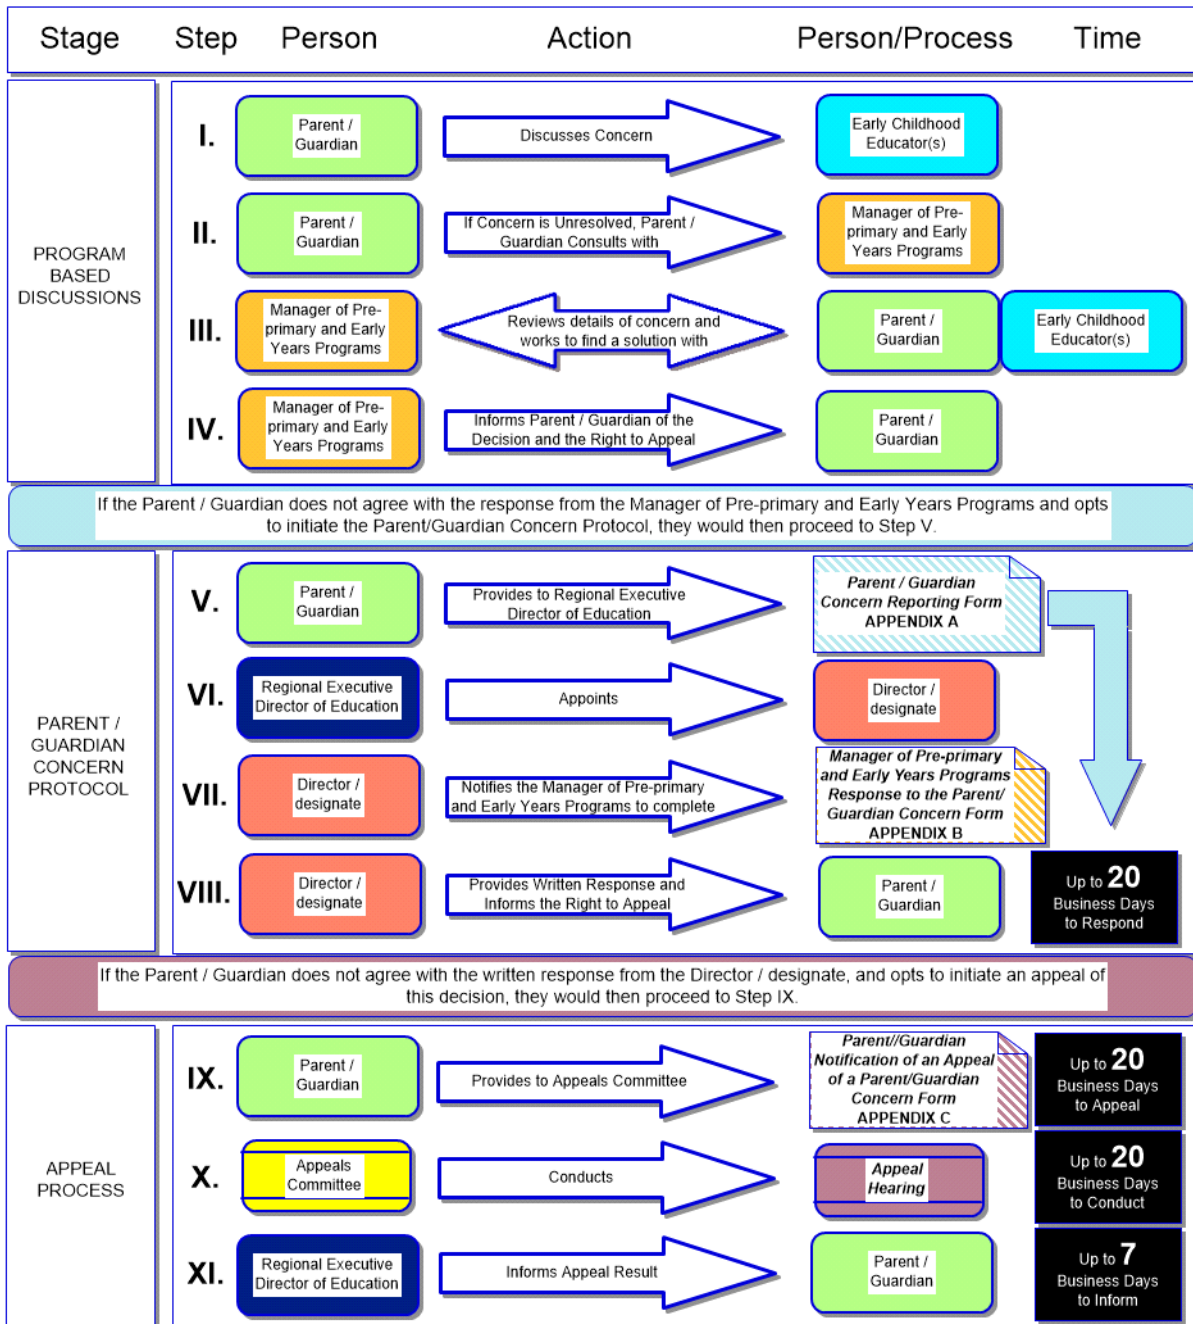 Stage Step Person Action Person/Process Time
PROGRAM
BASED
DISCUSSIONS
I.
Parent /
Guardian
Discusses Concern
Early Childhood
Educator(s)
II.
Parent /
Guardian
If Concern is Unresolved, Parent /
Guardian Consults with
Manager of Pre-
primary and Early
Years Programs
III.
Manager of Pre-
primary and Early
Years Programs
Reviews details of concern and
works to find a solution with
Parent /
Guardian
Early Childhood
Educator(s)
IV.
Manager of Pre-
primary and Early
Years Programs
Informs Parent / Guardian of the
Decision and the Right to Appeal
Parent /
Guardian
If the Parent / Guardian does not agree with the response from the Manager of Pre-primary and Early Years Programs and opts
to initiate the Parent/Guardian Concern Protocol, they would then proceed to Step V.
PARENT /
GUARDIAN
CONCERN
PROTOCOL
V.
Parent /
Guardian
Provides to Regional Executive
Director of Education
Parent / Guardian
Concern Reporting Form
APPENDIX A
VI.
Regional Executive
Director of Education
Appoints
Director /
designate
VII.
Director /
designate
Notifies the Manager of Pre-primary
and Early Years Programs to complete
Manager of Pre-primary
and Early Years Programs
Response to the Parent/
Guardian Concern Form
APPENDIX B
VIII.
Director /
designate
Provides Written Response and
Informs the Right to Appeal
Parent /
Guardian
Up to 20
Business Days
to Respond
If the Parent / Guardian does not agree with the written response from the Director / designate, and opts to initiate an appeal of
this decision, they would then proceed to Step IX.
APPEAL
PROCESS
IX.
Parent /
Guardian
Provides to Appeals Committee
Parent//Guardian
Notification of an Appeal
of a Parent/Guardian
Concern Form
APPENDIX C
Up to 20
Business Days
to Appeal
X.
Appeals
Committee
Conducts
Appeal
Hearing
Up to 20
Business Days
to Conduct
XI.
Regional Executive
Director of Education
Informs Appeal Result
Parent /
Guardian
Up to 7
Business Days
to Inform